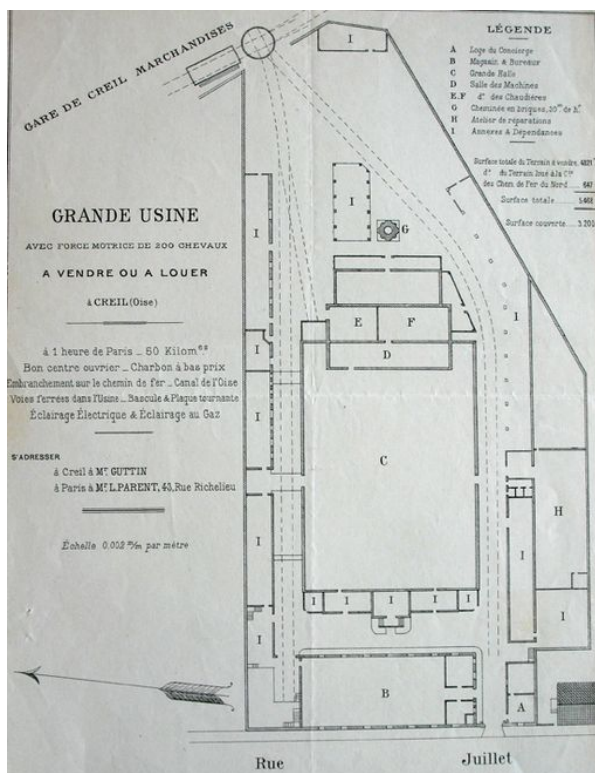 GARE DE CREIL MARCHANDISES
LÉGENDE
A Loge du Concierge
B Magasin & Bureaux
C Grande Halle
D Salle des Machines
E.F d° des Chaudières
G Cheminée en briques, 30m de
H Atelier de réparations
I Annexes & Dépendances
Surface totale du Terrain à vendre,
d° du Terrain loué à la Cie
des Chem de Fer du Nord 647
Surface totale
Surface couverte
GRANDE USINE
AVEC FORCE MOTRICE DE 200 CHEVAUX
A VENDRE OU A LOUER
à CREIL (Oise)
à 1 heure de Paris _ 50 Kilom.es
Bon centre ouvrier _ Charbon à bas prix
Embranchement sur le chemin de fer _ Canal de l'Oise
Voies ferrées dans l'Usine _ Bascule & Plaque tournante
Éclairage Électrique & Éclairage au Gaz
S'ADRESSER
à Creil à Mr. GUTTIN
à Paris à Mr. L. PARENT, 43, Rue Richelieu
Échelle 0,002 m/m par mètre
I
I
G
I
I
E
F
I
D
I
C
H
I
I
I
I
I
I
I
I
I
I
B
A
Rue Juillet